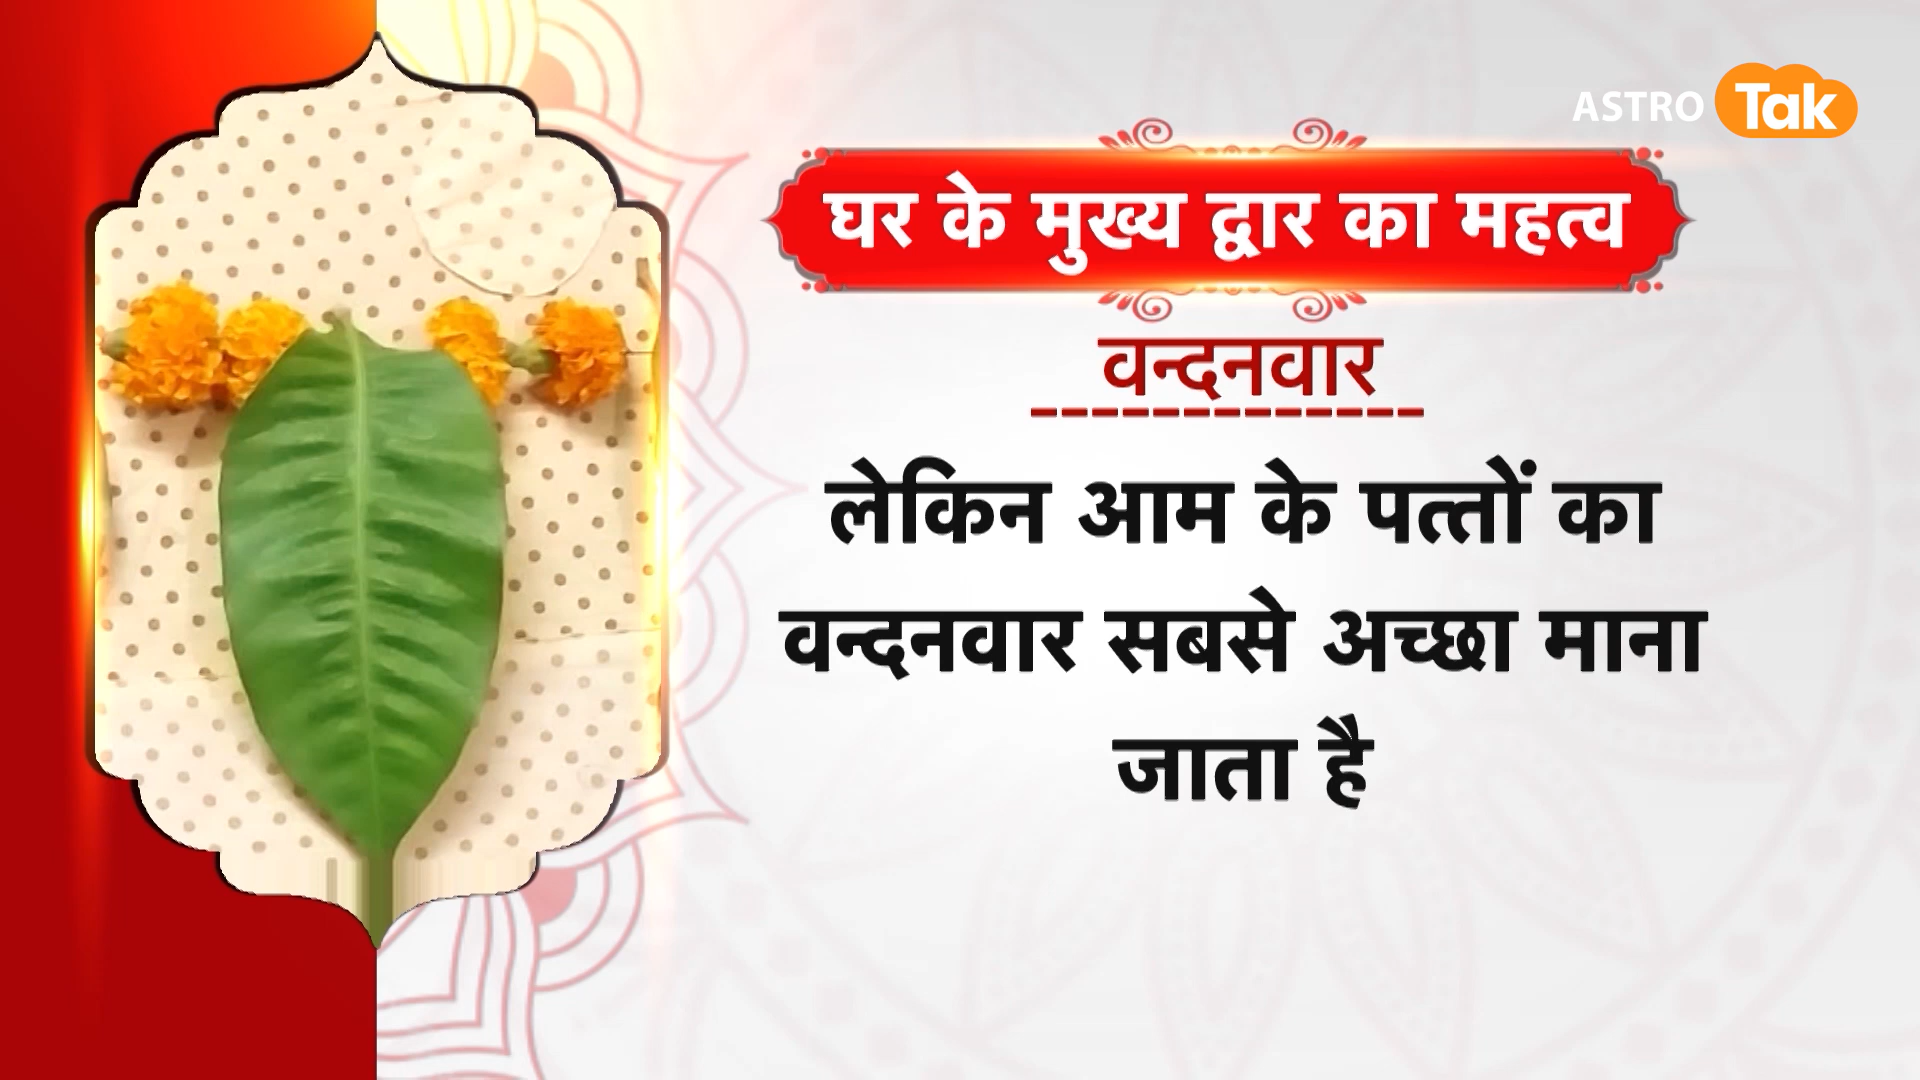 ASTRO Tak
घर के मुख्य द्वार का महत्व
वन्दनवार
लेकिन आम के पत्तों का
वन्दनवार सबसे अच्छा माना
जाता है